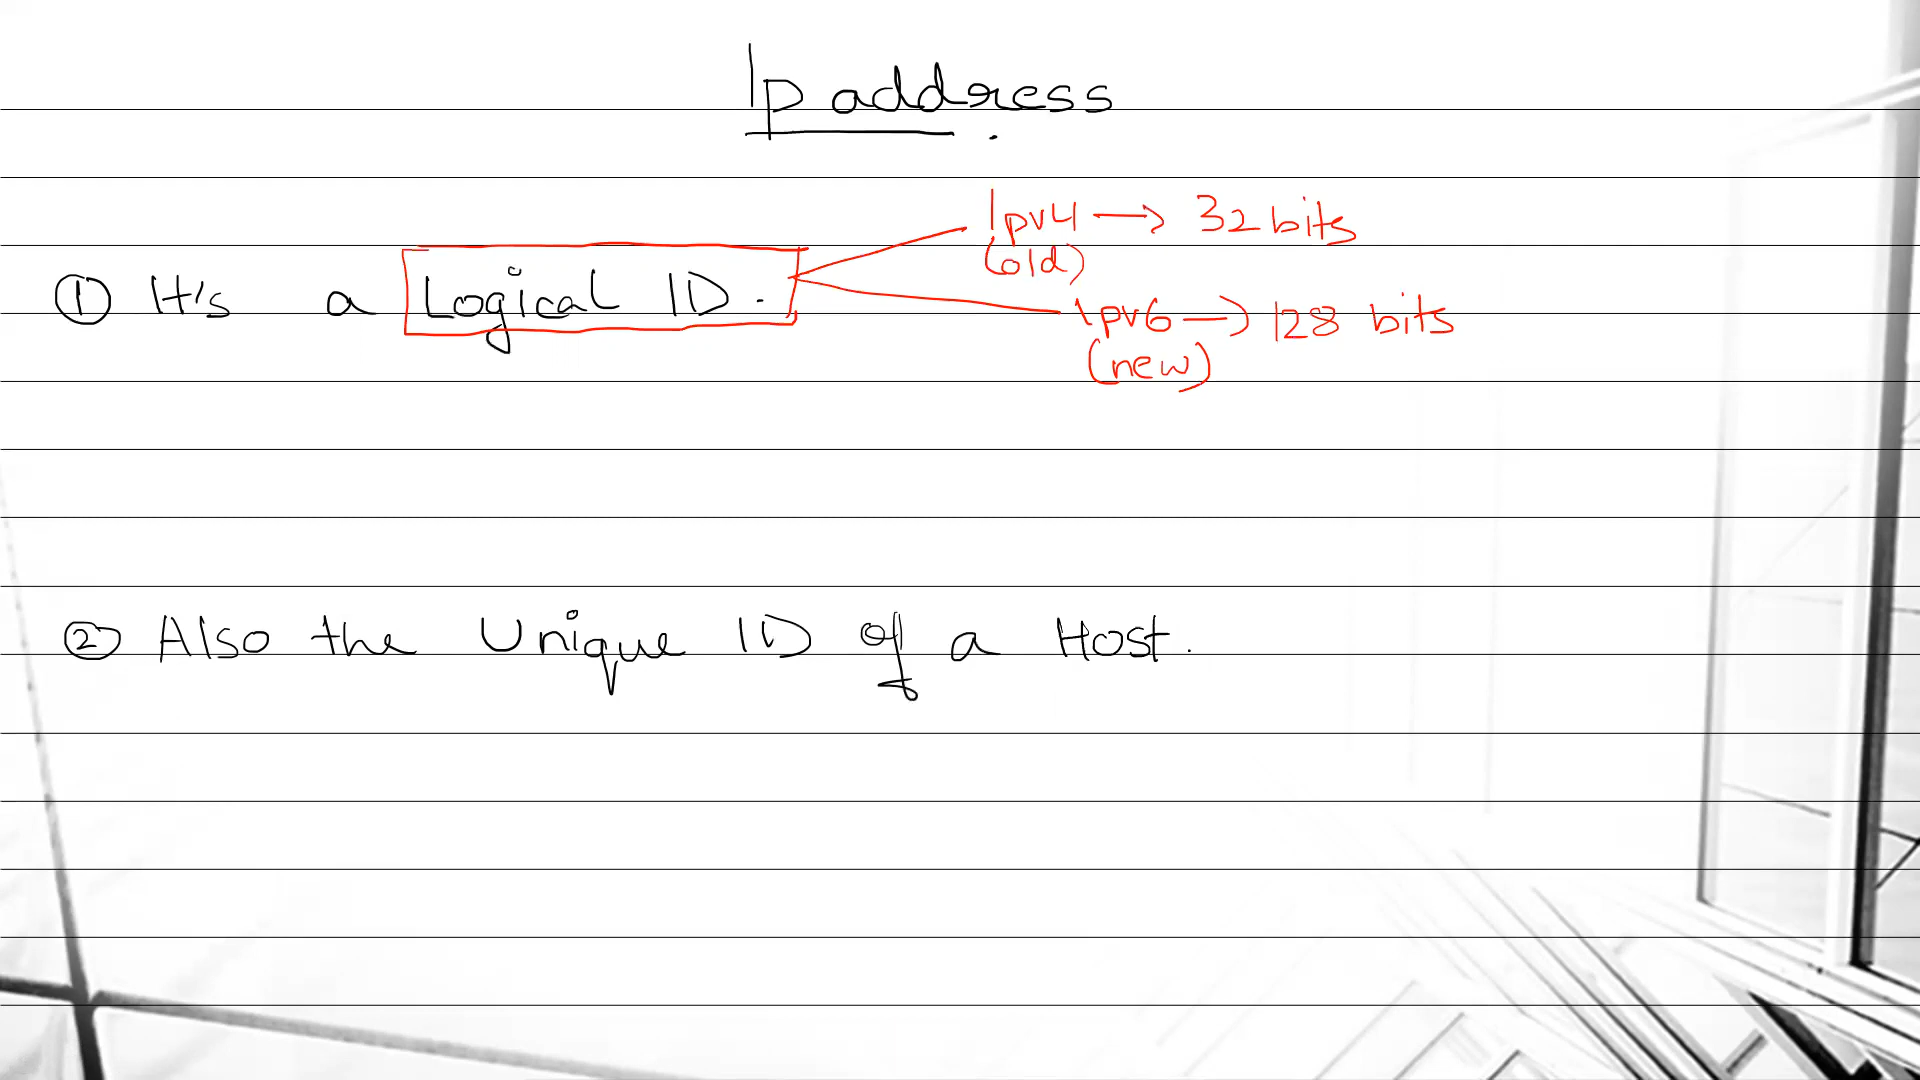 Ip address
Ipv4 → 32 bits
(old)
① It's a Logical ID.
Ipv6 → 128 bits
(new)
② Also the Unique ID of a Host.